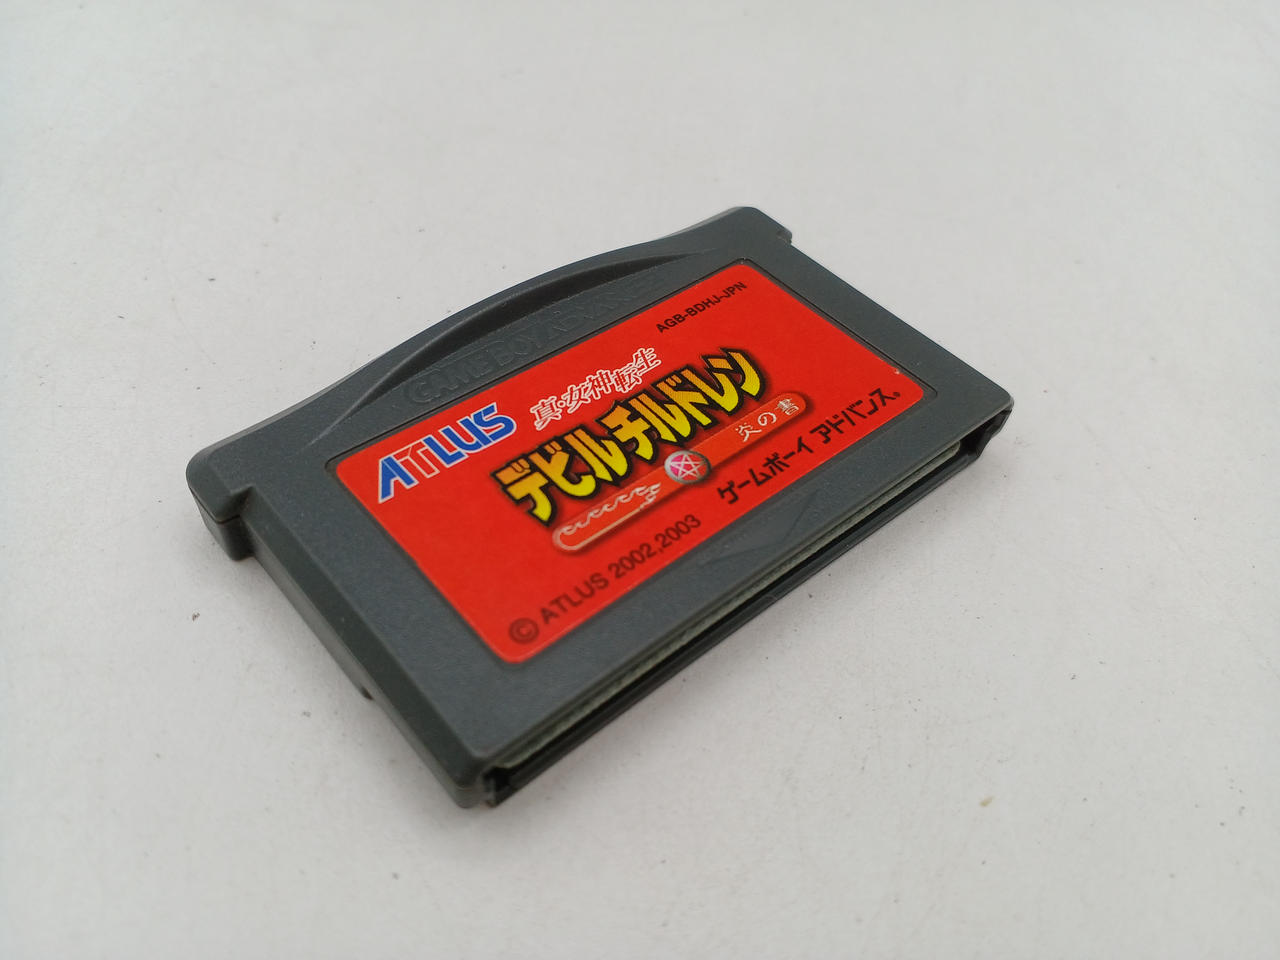 GAME BOY ADVANCE
AGB-BDHJ-JPN
ATLUS
真・女神転生
デビルチルドレン
炎の書
© ATLUS 2002,2003
ゲームボーイ アドバンス®